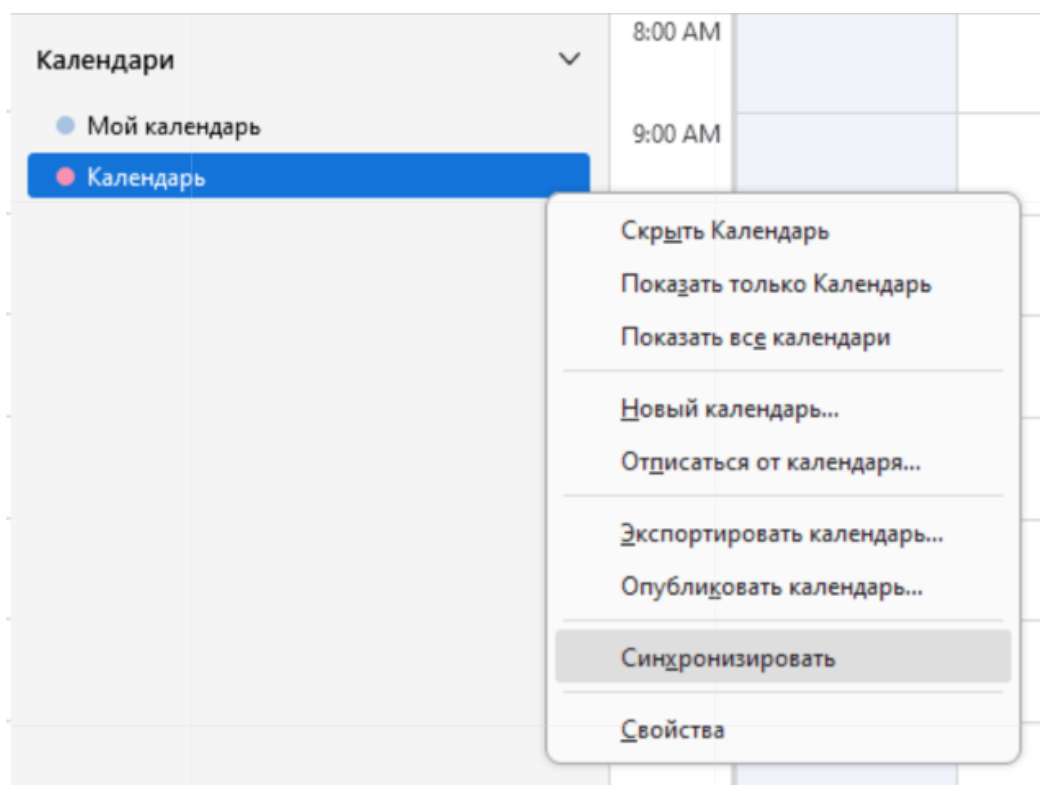 Календари
Мой календарь
Календарь
8:00 AM
9:00 AM
Скрыть Календарь
Показать только Календарь
Показать все календари
Новый календарь...
Отписаться от календаря...
Экспортировать календарь...
Опубликовать календарь...
Синхронизировать
Свойства